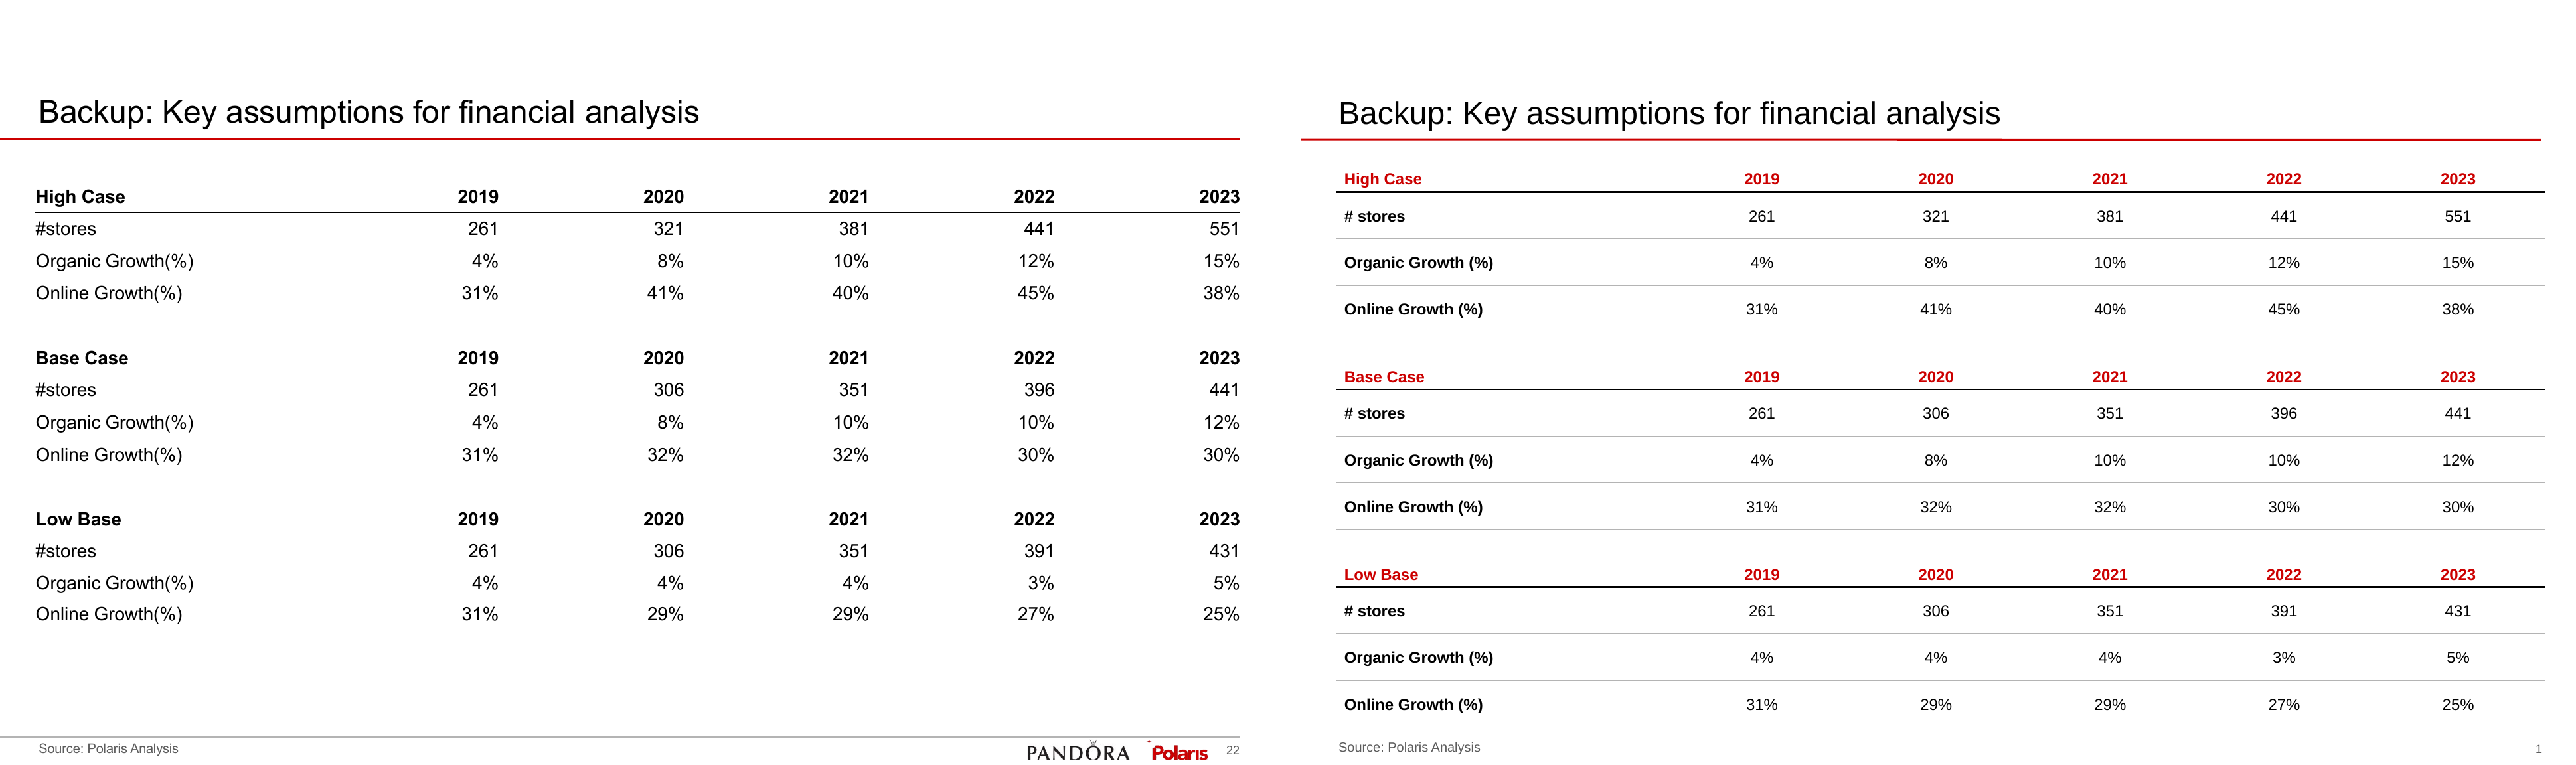 Backup: Key assumptions for financial analysis
High Case 2019 2020 2021 2022 2023
#stores 261 321 381 441 551
Organic Growth(%) 4% 8% 10% 12% 15%
Online Growth(%) 31% 41% 40% 45% 38%
Base Case 2019 2020 2021 2022 2023
#stores 261 306 351 396 441
Organic Growth(%) 4% 8% 10% 10% 12%
Online Growth(%) 31% 32% 32% 30% 30%
Low Base 2019 2020 2021 2022 2023
#stores 261 306 351 391 431
Organic Growth(%) 4% 4% 4% 3% 5%
Online Growth(%) 31% 29% 29% 27% 25%
Source: Polaris Analysis PANDORA Polaris 22
Backup: Key assumptions for financial analysis
High Case 2019 2020 2021 2022 2023
# stores 261 321 381 441 551
Organic Growth (%) 4% 8% 10% 12% 15%
Online Growth (%) 31% 41% 40% 45% 38%
Base Case 2019 2020 2021 2022 2023
# stores 261 306 351 396 441
Organic Growth (%) 4% 8% 10% 10% 12%
Online Growth (%) 31% 32% 32% 30% 30%
Low Base 2019 2020 2021 2022 2023
# stores 261 306 351 391 431
Organic Growth (%) 4% 4% 4% 3% 5%
Online Growth (%) 31% 29% 29% 27% 25%
Source: Polaris Analysis 1